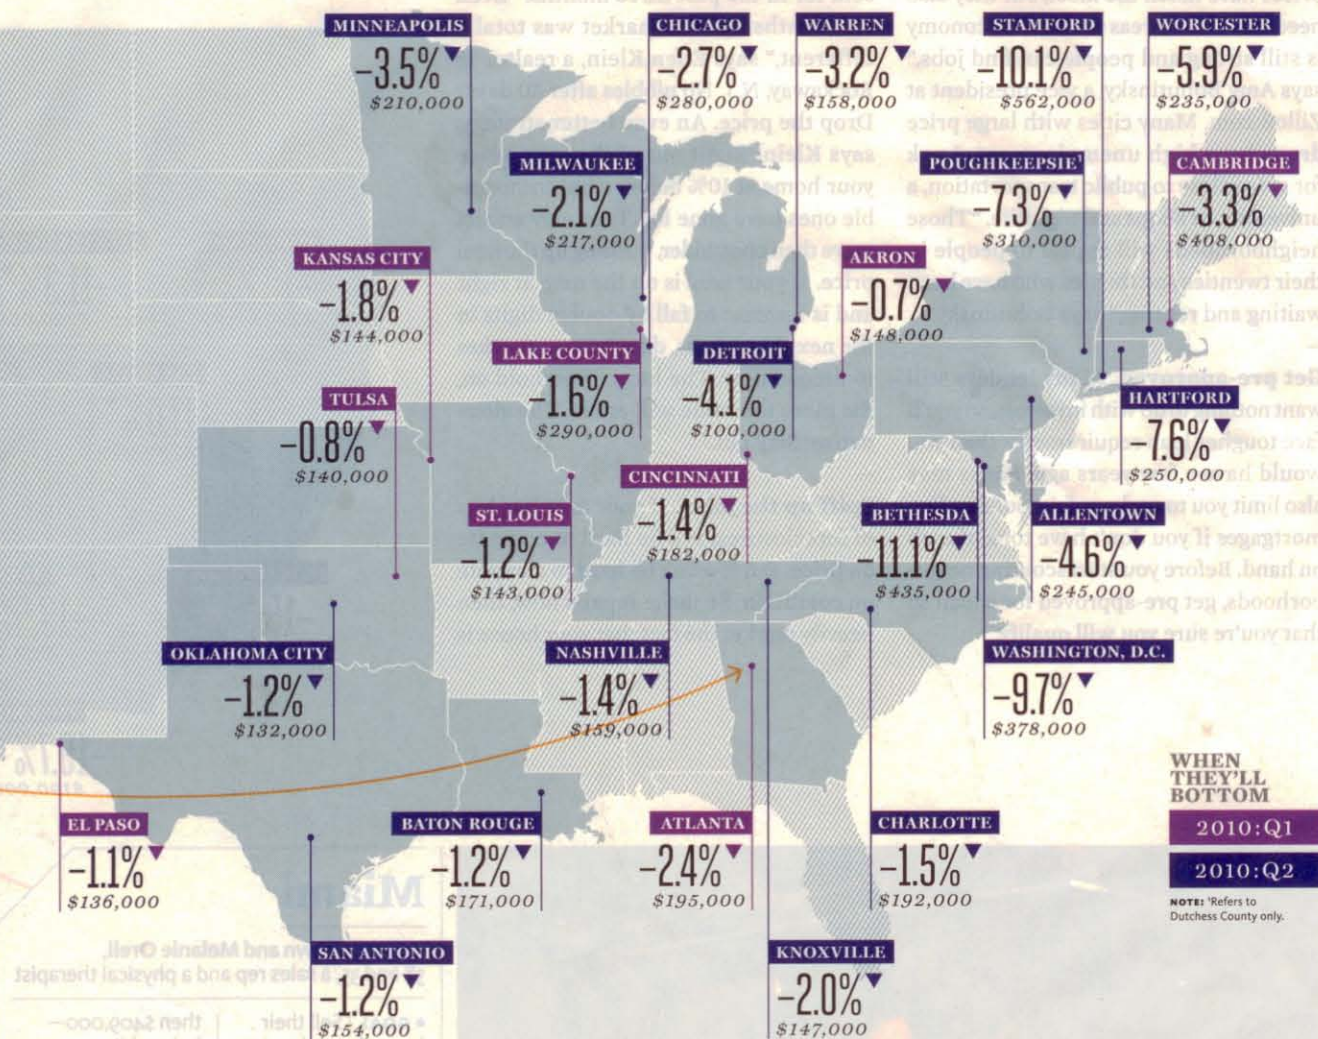 MINNEAPOLIS
-3.5%
$210,000
CHICAGO
-2.7%
$280,000
WARREN
-3.2%
$158,000
STAMFORD
-10.1%
$562,000
WORCESTER
-5.9%
$235,000
MILWAUKEE
-2.1%
$217,000
POUGHKEEPSIE¹
-7.3%
$310,000
CAMBRIDGE
-3.3%
$408,000
KANSAS CITY
-1.8%
$144,000
AKRON
-0.7%
$148,000
LAKE COUNTY
-1.6%
$290,000
DETROIT
-4.1%
$100,000
TULSA
-0.8%
$140,000
HARTFORD
7.6%
$250,000
CINCINNATI
-1.4%
$182,000
ST. LOUIS
-1.2%
$143,000
BETHESDA
-11.1%
$435,000
ALLENTOWN
-4.6%
$245,000
OKLAHOMA CITY
-1.2%
$132,000
NASHVILLE
-1.4%
$159,000
WASHINGTON, D.C.
-9.7%
$378,000
EL PASO
-1.1%
$136,000
BATON ROUGE
-1.2%
$171,000
ATLANTA
-2.4%
$195,000
CHARLOTTE
-1.5%
$192,000
SAN ANTONIO
-1.2%
$154,000
KNOXVILLE
-2.0%
$147,000
WHEN
THEY'LL
BOTTOM
2010:Q1
2010:Q2
NOTE: ¹Refers to
Dutchess County only.